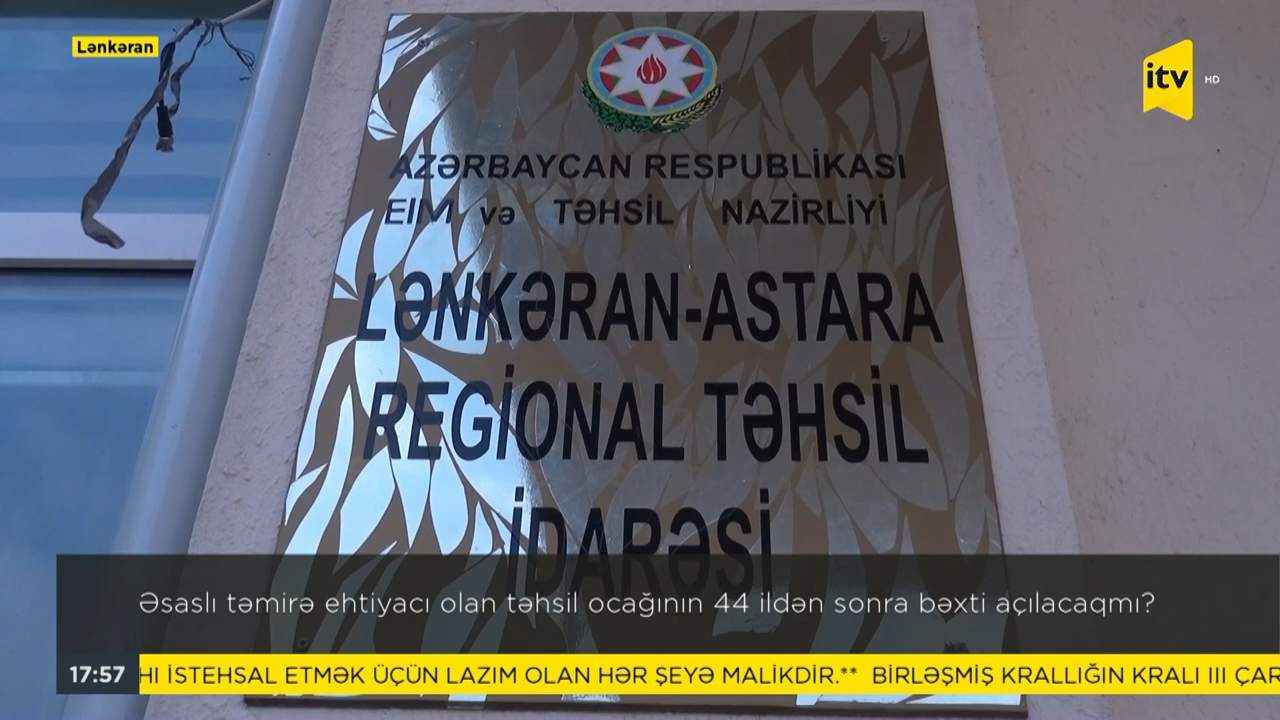 Lənkəran
itv HD
AZƏRBAYCAN RESPUBLİKASI
EIM və TƏHSİL NAZİRLİYİ
LƏNKƏRAN-ASTARA
REGİONAL TƏHSİL
İDARƏSİ
Əsaslı təmirə ehtiyacı olan təhsil ocağının 44 ildən sonra bəxti açılacaqmı?
17:57 HI İSTEHSAL ETMƏK ÜÇÜN LAZIM OLAN HƏR ŞEYƏ MALİKDİR.** BİRLƏŞMİŞ KRALLIĞIN KRALI III ÇAR